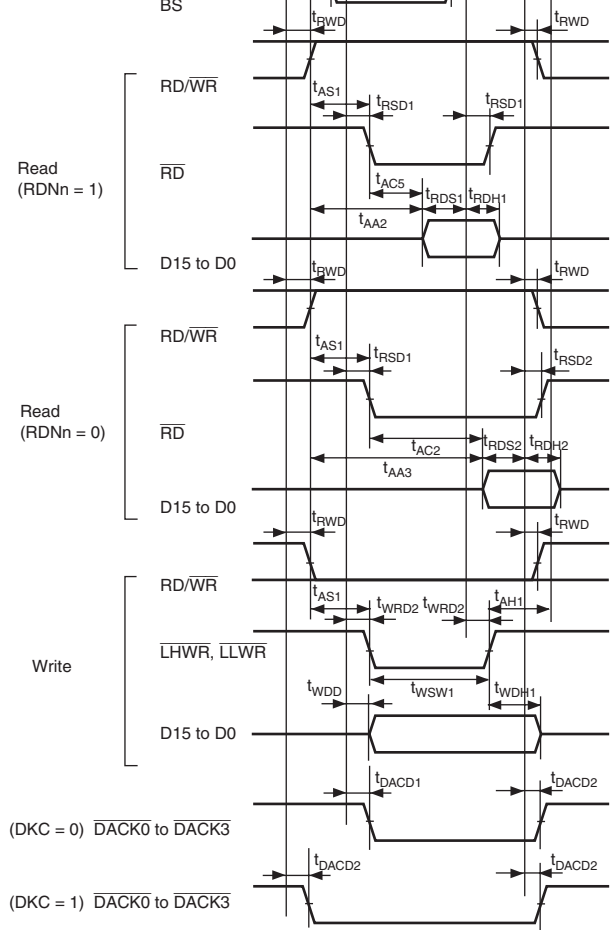 BS
tRWD tRWD
RD/WR
tAS1 tRSD1 tRSD1
Read
(RDNn = 1)
RD
tAC5 tRDS1 tRDH1
tAA2
D15 to D0
tRWD tRWD
RD/WR
tAS1 tRSD1 tRSD2
Read
(RDNn = 0)
RD
tAC2 tRDS2 tRDH2
tAA3
D15 to D0
tRWD tRWD
RD/WR
tAS1 tWRD2 tWRD2 tAH1
Write
LHWR, LLWR
tWDD tWSW1 tWDH1
D15 to D0
tDACD1 tDACD2
(DKC = 0) DACK0 to DACK3
tDACD2 tDACD2
(DKC = 1) DACK0 to DACK3